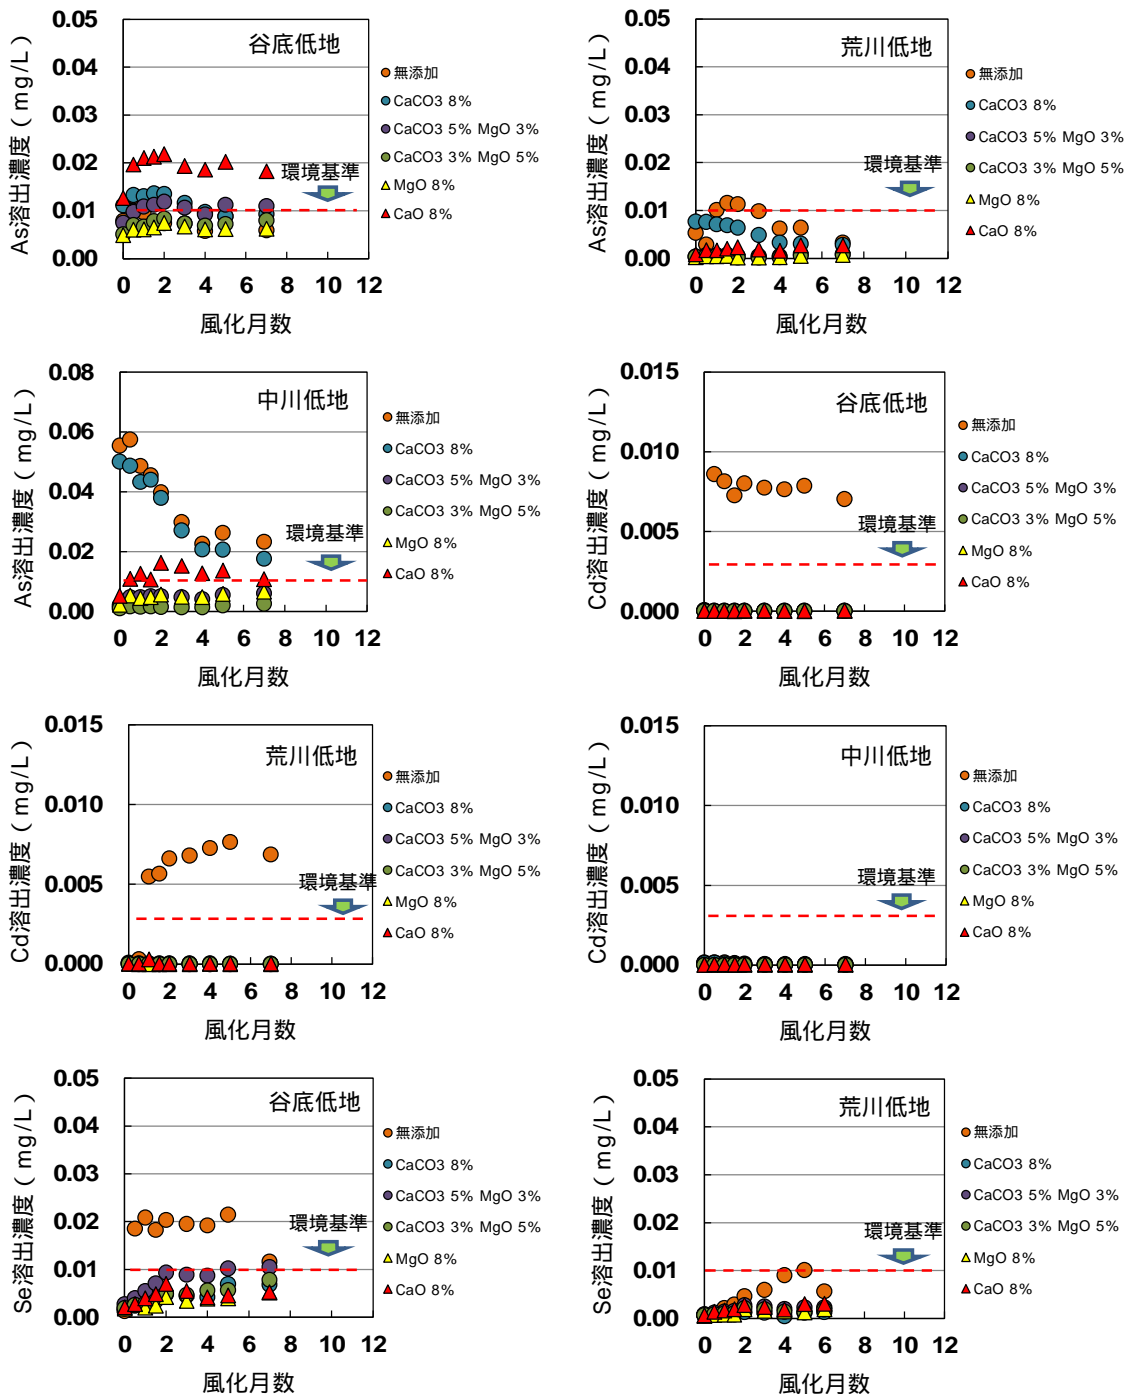 As溶出濃度（mg/L）
0.05
0.04
0.03
0.02
0.01
0.00
谷底低地
無添加
CaCO3 8%
CaCO3 5% MgO 3%
CaCO3 3% MgO 5%
MgO 8%
CaO 8%
環境基準
0 2 4 6 8 10 12
風化月数
As溶出濃度（mg/L）
0.05
0.04
0.03
0.02
0.01
0.00
荒川低地
無添加
CaCO3 8%
CaCO3 5% MgO 3%
CaCO3 3% MgO 5%
MgO 8%
CaO 8%
環境基準
0 2 4 6 8 10 12
風化月数
As溶出濃度（mg/L）
0.08
0.06
0.04
0.02
0.00
中川低地
無添加
CaCO3 8%
CaCO3 5% MgO 3%
CaCO3 3% MgO 5%
MgO 8%
CaO 8%
環境基準
0 2 4 6 8 10 12
風化月数
Cd溶出濃度（mg/L）
0.015
0.010
0.005
0.000
谷底低地
無添加
CaCO3 8%
CaCO3 5% MgO 3%
CaCO3 3% MgO 5%
MgO 8%
CaO 8%
環境基準
0 2 4 6 8 10 12
風化月数
Cd溶出濃度（mg/L）
0.015
0.010
0.005
0.000
荒川低地
無添加
CaCO3 8%
CaCO3 5% MgO 3%
CaCO3 3% MgO 5%
MgO 8%
CaO 8%
環境基準
0 2 4 6 8 10 12
風化月数
Cd溶出濃度（mg/L）
0.015
0.010
0.005
0.000
中川低地
無添加
CaCO3 8%
CaCO3 5% MgO 3%
CaCO3 3% MgO 5%
MgO 8%
CaO 8%
環境基準
0 2 4 6 8 10 12
風化月数
Se溶出濃度（mg/L）
0.05
0.04
0.03
0.02
0.01
0.00
谷底低地
無添加
CaCO3 8%
CaCO3 5% MgO 3%
CaCO3 3% MgO 5%
MgO 8%
CaO 8%
環境基準
0 2 4 6 8 10 12
風化月数
Se溶出濃度（mg/L）
0.05
0.04
0.03
0.02
0.01
0.00
荒川低地
無添加
CaCO3 8%
CaCO3 5% MgO 3%
CaCO3 3% MgO 5%
MgO 8%
CaO 8%
環境基準
0 2 4 6 8 10 12
風化月数